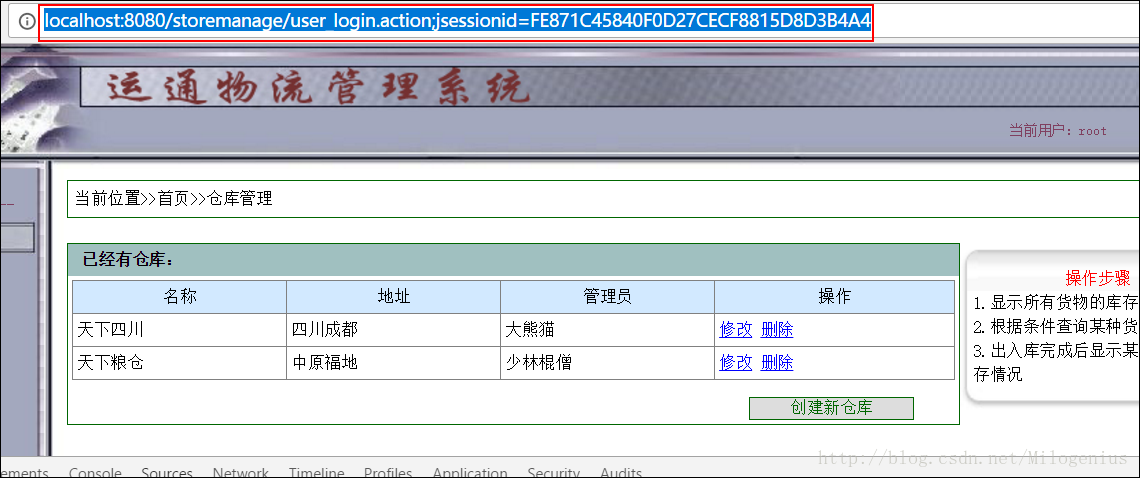 localhost:8080/storemanage/user_login.action;jsessionid=FE871C45840F0D27CECF8815D8D3B4A4
运通物流管理系统
当前用户：root
当前位置>>首页>>仓库管理
已经有仓库：
名称 地址 管理员 操作
天下四川 四川成都 大熊猫 修改 删除
天下粮仓 中原福地 少林棍僧 修改 删除
创建新仓库
操作步骤
1. 显示所有货物的库存
2. 根据条件查询某种货
3. 出入库完成后显示某
存情况
ements Console Sources Network Timeline Profiles Application Security Audits
http://blog.csdn.net/Milogenius